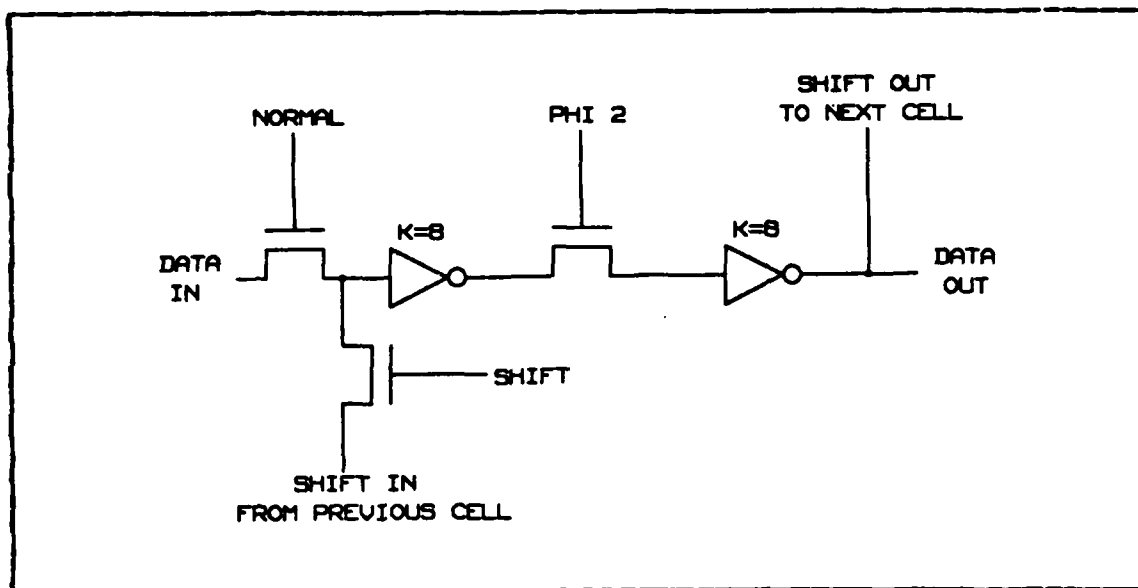 SHIFT OUT
TO NEXT CELL
NORMAL
PHI 2
K=8
K=8
DATA
IN
DATA
OUT
SHIFT
SHIFT IN
FROM PREVIOUS CELL